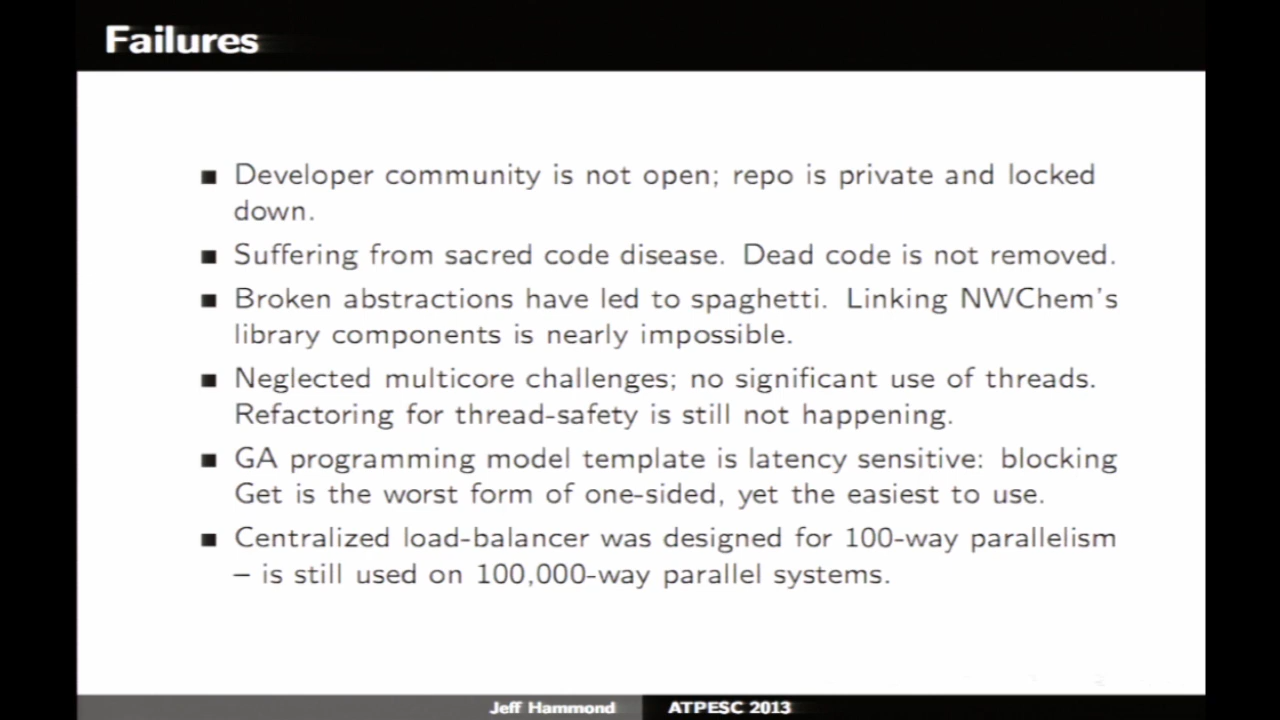 Failures
Developer community is not open; repo is private and locked
down.
Suffering from sacred code disease. Dead code is not removed.
Broken abstractions have led to spaghetti. Linking NWChem's
library components is nearly impossible.
Neglected multicore challenges; no significant use of threads.
Refactoring for thread-safety is still not happening.
GA programming model template is latency sensitive: blocking
Get is the worst form of one-sided, yet the easiest to use.
Centralized load-balancer was designed for 100-way parallelism
– is still used on 100,000-way parallel systems.
Jeff Hammond ATPESC 2013